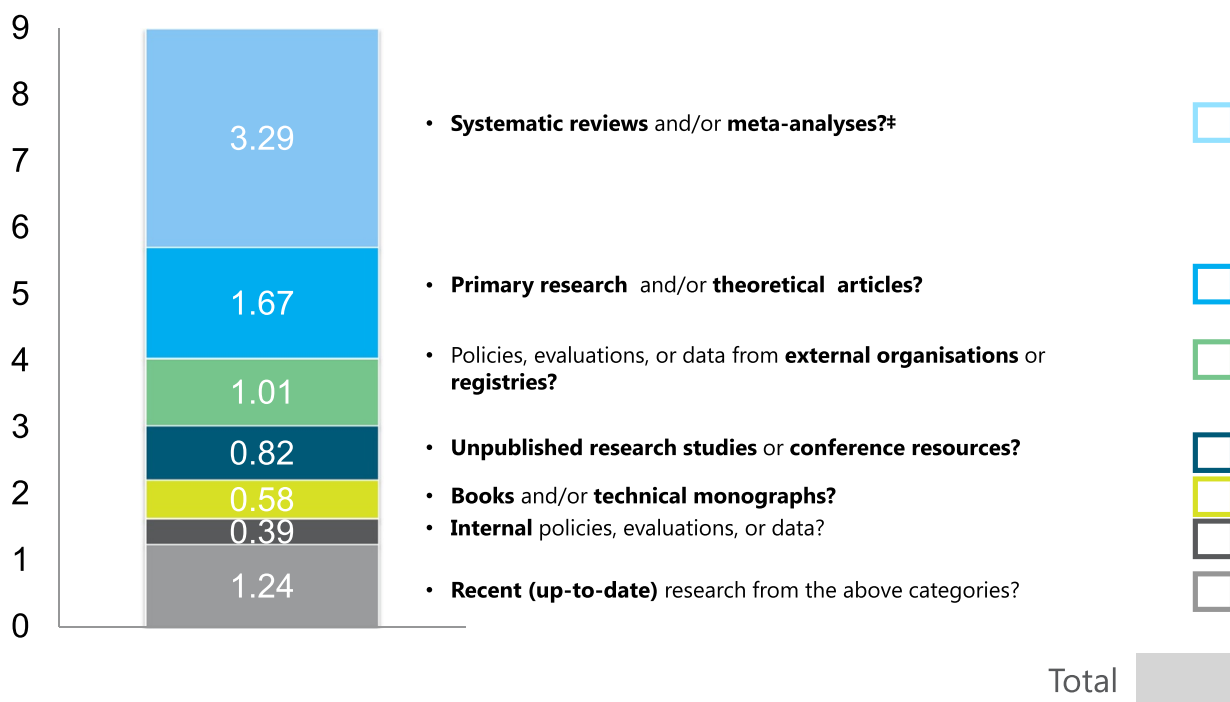 9
8
7
6
5
4
3
2
1
0
3.29
1.67
1.01
0.82
0.58
0.39
1.24
• Systematic reviews and/or meta-analyses?‡
• Primary research and/or theoretical articles?
• Policies, evaluations, or data from external organisations or
registries?
• Unpublished research studies or conference resources?
• Books and/or technical monographs?
• Internal policies, evaluations, or data?
• Recent (up-to-date) research from the above categories?
Total